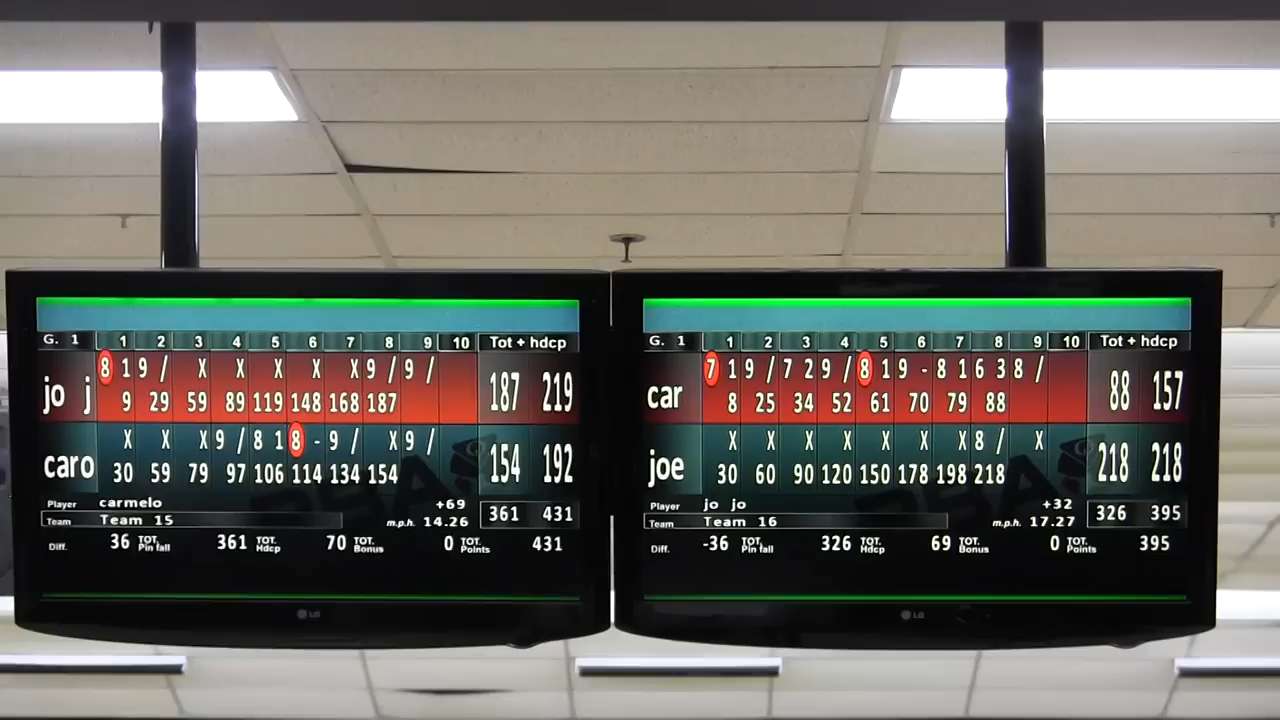 G. 1 1 2 3 4 5 6 7 8 9 10 Tot + hdcp
jo j 8 1 9 / X X X X X 9 / 9 /
9 29 59 89 119 148 168 187 187 219
caro X X X 9 / 8 1 8 - 9 / X 9 /
30 59 79 97 106 114 134 154 154 192
Player carmelo +69
Team Team 15 m.p.h. 14.26 361 431
Diff. 36 TOT. Pin fall 361 TOT. Hdcp 70 TOT. Bonus 0 TOT. Points 431
LG
G. 1 1 2 3 4 5 6 7 8 9 10 Tot + hdcp
car 7 1 9 / 7 2 9 / 8 1 9 - 8 1 6 3 8 /
8 25 34 52 61 70 79 88 88 157
joe X X X X X X X 8 / X
30 60 90 120 150 178 198 218 218 218
Player jo jo +32
Team Team 16 m.p.h. 17.27 326 395
Diff. -36 TOT. Pin fall 326 TOT. Hdcp 69 TOT. Bonus 0 TOT. Points 395
LG